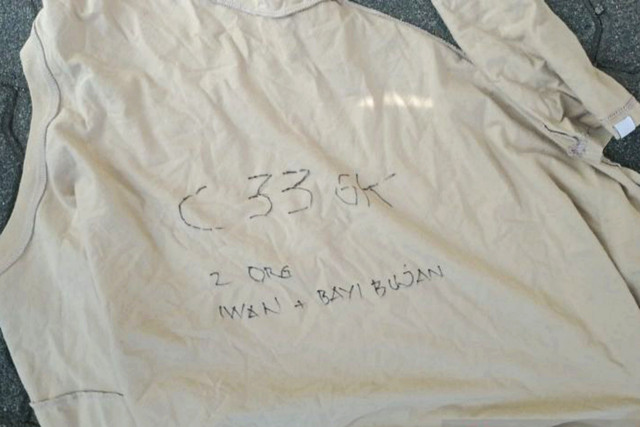 C 33 GK
2 ORG
IWAN + BAYI BUJAN